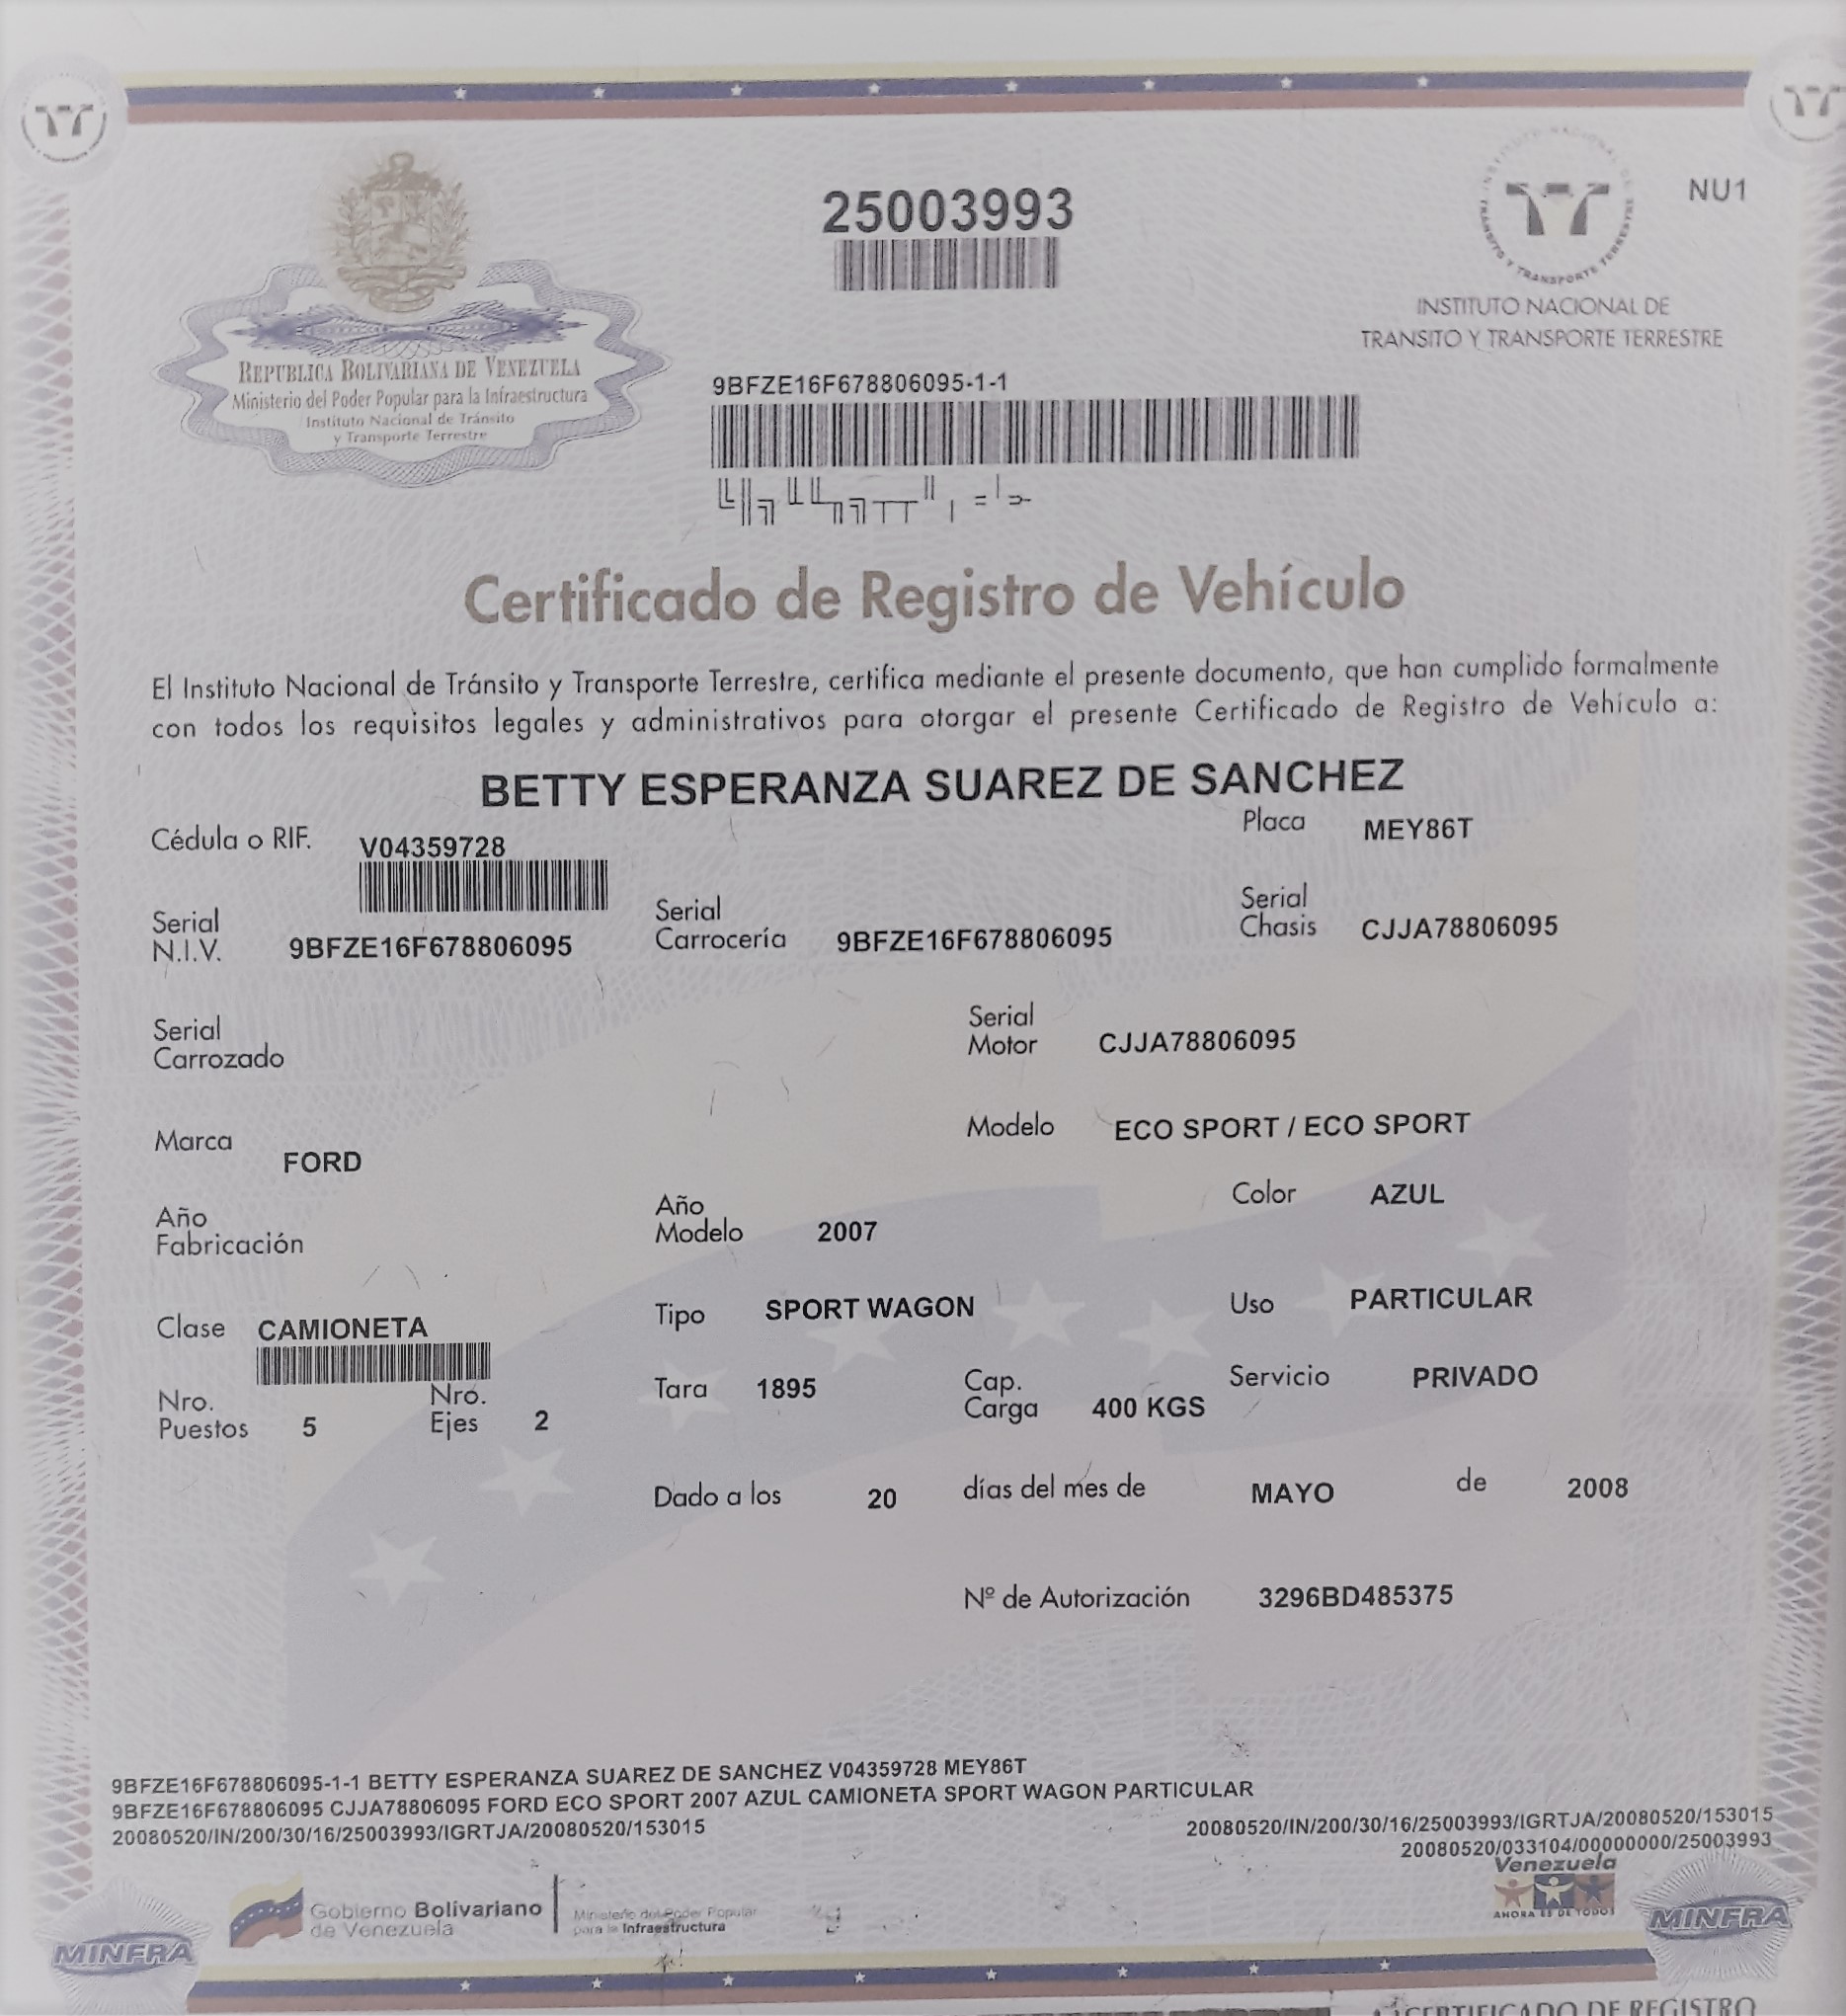 25003993
NU1
INSTITUTO NACIONAL DE
TRANSITO Y TRANSPORTE TERRESTRE
REPUBLICA BOLIVARIANA DE VENEZUELA
Ministerio del Poder Popular para la Infraestructura
Instituto Nacional de Tránsito
y Transporte Terrestre
9BFZE16F678806095-1-1
Certificado de Registro de Vehículo
El Instituto Nacional de Tránsito y Transporte Terrestre, certifica mediante el presente documento, que han cumplido formalmente
con todos los requisitos legales y administrativos para otorgar el presente Certificado de Registro de Vehículo a:
BETTY ESPERANZA SUAREZ DE SANCHEZ
Cédula o RIF. V04359728
Placa MEY86T
Serial
N.I.V. 9BFZE16F678806095
Serial
Carrocería 9BFZE16F678806095
Serial
Chasis CJJA78806095
Serial
Carrozado
Serial
Motor CJJA78806095
Marca FORD
Modelo ECO SPORT / ECO SPORT
Año
Fabricación
Año
Modelo 2007
Color AZUL
Clase CAMIONETA
Tipo SPORT WAGON
Uso PARTICULAR
Nro.
Puestos 5
Nro.
Ejes 2
Tara 1895
Cap.
Carga 400 KGS
Servicio PRIVADO
Dado a los 20 días del mes de MAYO de 2008
Nº de Autorización 3296BD485375
9BFZE16F678806095-1-1 BETTY ESPERANZA SUAREZ DE SANCHEZ V04359728 MEY86T
9BFZE16F678806095 CJJA78806095 FORD ECO SPORT 2007 AZUL CAMIONETA SPORT WAGON PARTICULAR
20080520/IN/200/30/16/25003993/IGRTJA/20080520/153015
20080520/IN/200/30/16/25003993/IGRTJA/20080520/153015
20080520/033104/00000000/25003993
Gobierno Bolivariano
de Venezuela
Ministerio del Poder Popular
para la Infraestructura
Venezuela
AHORA ES DE TODOS
MINFRA
MINFRA
CERTIFICADO DE REGISTRO